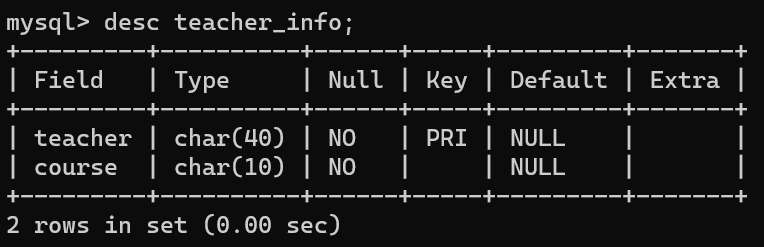 mysql> desc teacher_info;
+---------+----------+------+-----+---------+-------+
| Field   | Type     | Null | Key | Default | Extra |
+---------+----------+------+-----+---------+-------+
| teacher | char(40) | NO   | PRI | NULL    |       |
| course  | char(10) | NO   |     | NULL    |       |
+---------+----------+------+-----+---------+-------+
2 rows in set (0.00 sec)